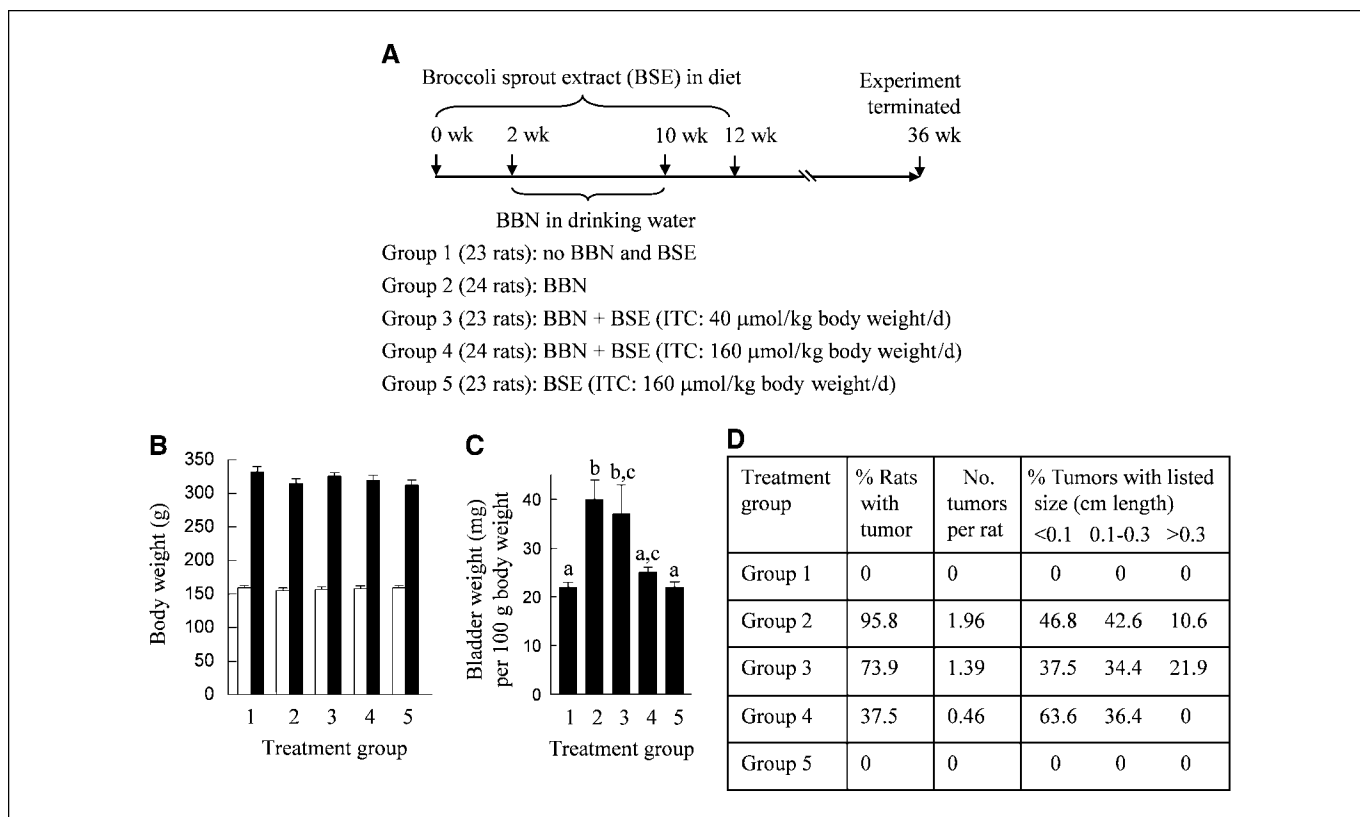 A
Broccoli sprout extract (BSE) in diet
Experiment
terminated
0 wk 2 wk 10 wk 12 wk 36 wk
BBN in drinking water
Group 1 (23 rats): no BBN and BSE
Group 2 (24 rats): BBN
Group 3 (23 rats): BBN + BSE (ITC: 40 μmol/kg body weight/d)
Group 4 (24 rats): BBN + BSE (ITC: 160 μmol/kg body weight/d)
Group 5 (23 rats): BSE (ITC: 160 μmol/kg body weight/d)
B
Body weight (g)
350
300
250
200
150
100
50
0
1 2 3 4 5
Treatment group
C
Bladder weight (mg)
per 100 g body weight
40
30
20
10
0
a b b,c a,c a
1 2 3 4 5
Treatment group
D
Treatment group % Rats with tumor No. tumors per rat % Tumors with listed size (cm length)
<0.1 0.1-0.3 >0.3
Group 1 0 0 0 0 0
Group 2 95.8 1.96 46.8 42.6 10.6
Group 3 73.9 1.39 37.5 34.4 21.9
Group 4 37.5 0.46 63.6 36.4 0
Group 5 0 0 0 0 0